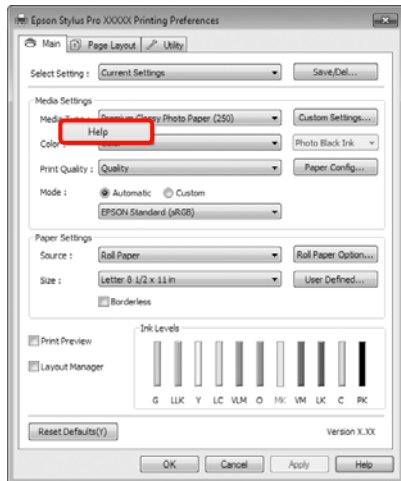 Epson Stylus Pro XXXXX Printing Preferences
Main Page Layout Utility
Select Setting : Current Settings Save/Del...
Media Settings
Media Type : Premium Glossy Photo Paper (250) Custom Settings...
Help
Color : Color Photo Black Ink
Print Quality : Quality Paper Config...
Mode : Automatic Custom
EPSON Standard (sRGB)
Paper Settings
Source : Roll Paper Roll Paper Option...
Size : Letter 8 1/2 x 11 in User Defined...
Borderless
Ink Levels
Print Preview
Layout Manager
G LLK Y LC VLM O MK VM LK C PK
Reset Defaults(Y) Version X.XX
OK Cancel Apply Help